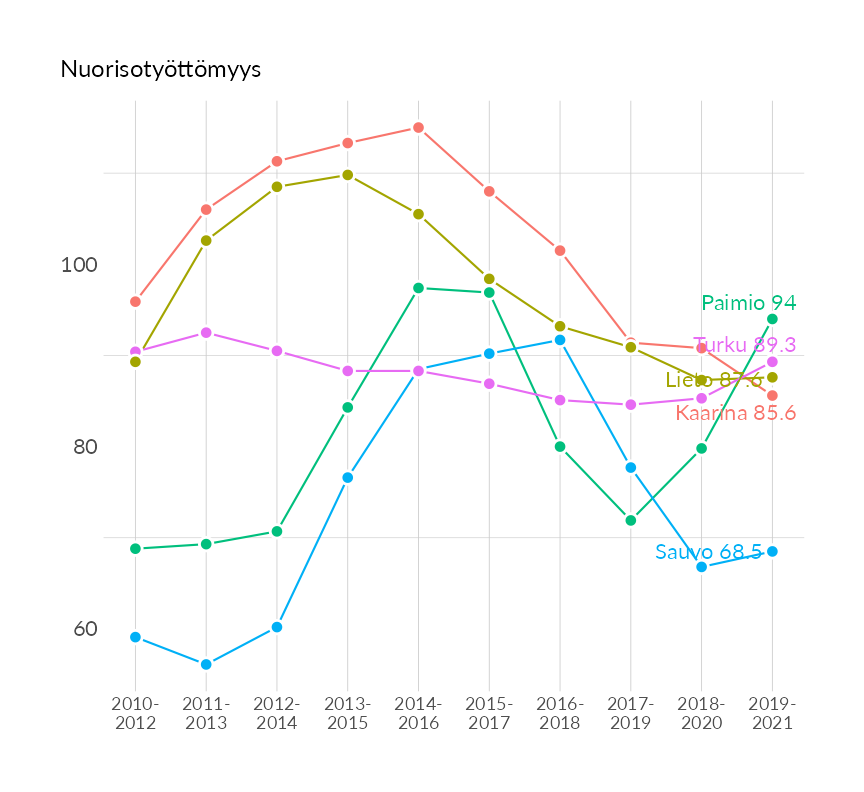 Nuorisotyöttömyys
100
80
60
Paimio 94
Turku 89.3
Lieto 87.6
Kaarina 85.6
Sauvo 68.5
2010- 2011- 2012- 2013- 2014- 2015- 2016- 2017- 2018- 2019-
2012 2013 2014 2015 2016 2017 2018 2019 2020 2021